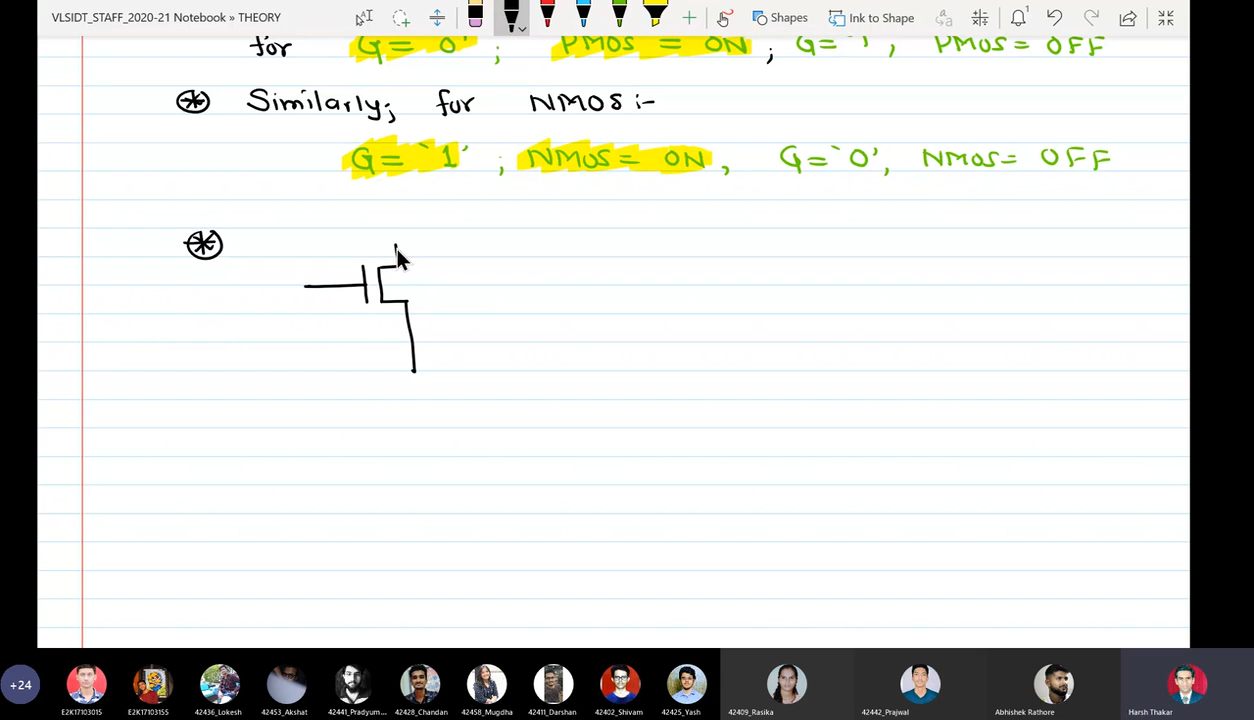 VLSIDT_STAFF_2020-21 Notebook » THEORY
Shapes
Ink to Shape
for G = '0' ; PMOS = ON ; G= '1' , PMOS = OFF
* Similarly; for NMOS :-
G = `1' ; NMOS = ON , G = `0', NMOS = OFF
*
+24
E2K17103015
E2K17103155
42436_Lokesh
42453_Akshat
42441_Pradyum...
42428_Chandan
42458_Mugdha
42411_Darshan
42402_Shivam
42425_Yash
42409_Rasika
42442_Prajwal
Abhishek Rathore
Harsh Thakar